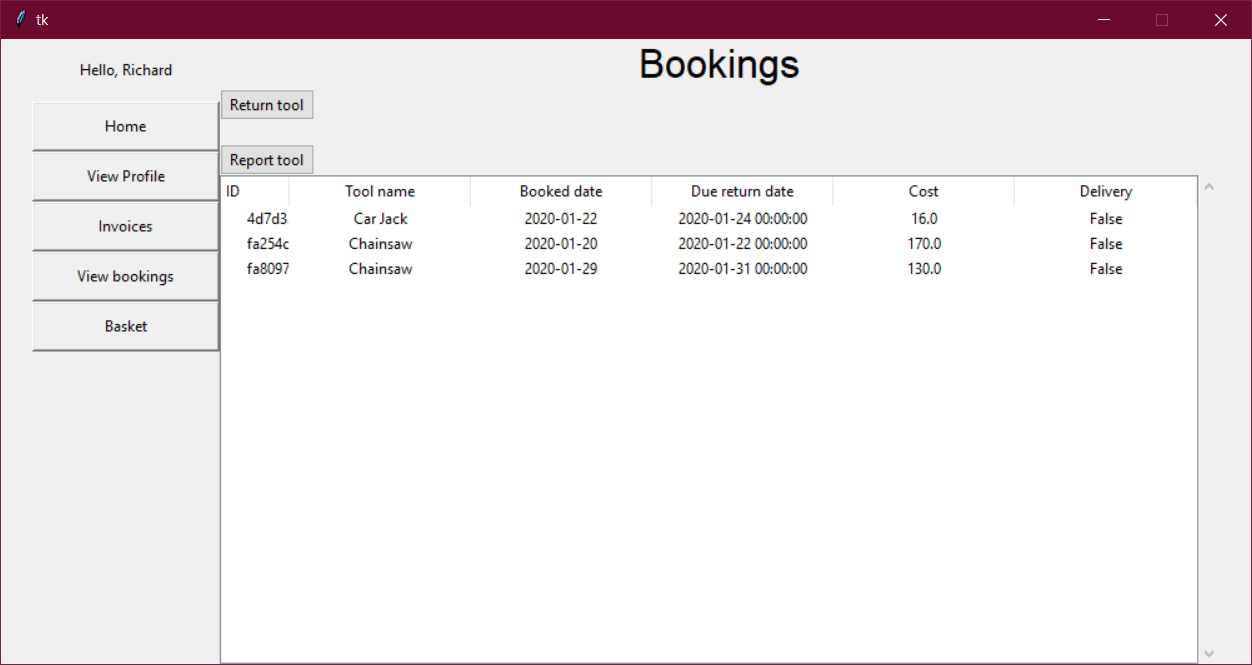 tk
Hello, Richard
Bookings
Home
View Profile
Invoices
View bookings
Basket
Return tool
Report tool
ID Tool name Booked date Due return date Cost Delivery
4d7d3 Car Jack 2020-01-22 2020-01-24 00:00:00 16.0 False
fa254c Chainsaw 2020-01-20 2020-01-22 00:00:00 170.0 False
fa8097 Chainsaw 2020-01-29 2020-01-31 00:00:00 130.0 False